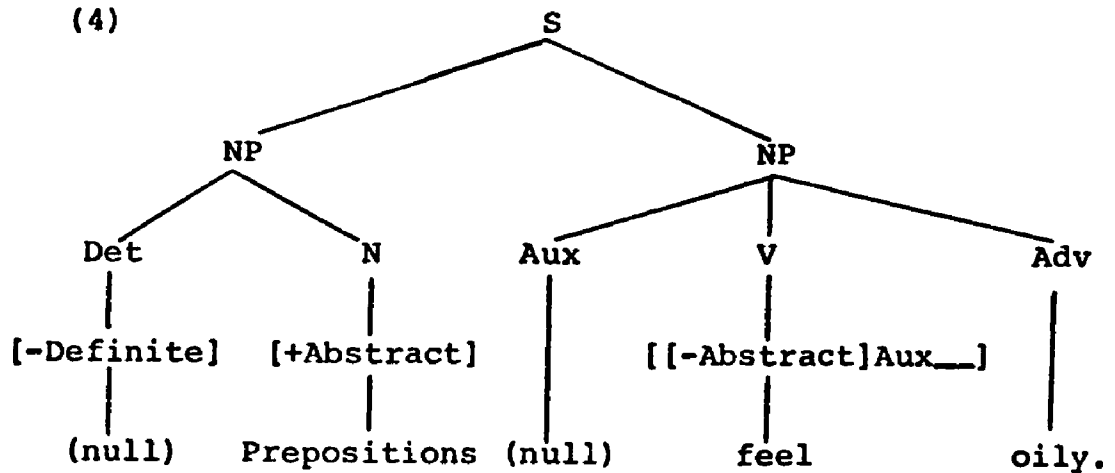 (4)
S
NP NP
Det N Aux V Adv
[-Definite] [+Abstract] [[-Abstract]Aux__]
(null) Prepositions (null) feel oily.